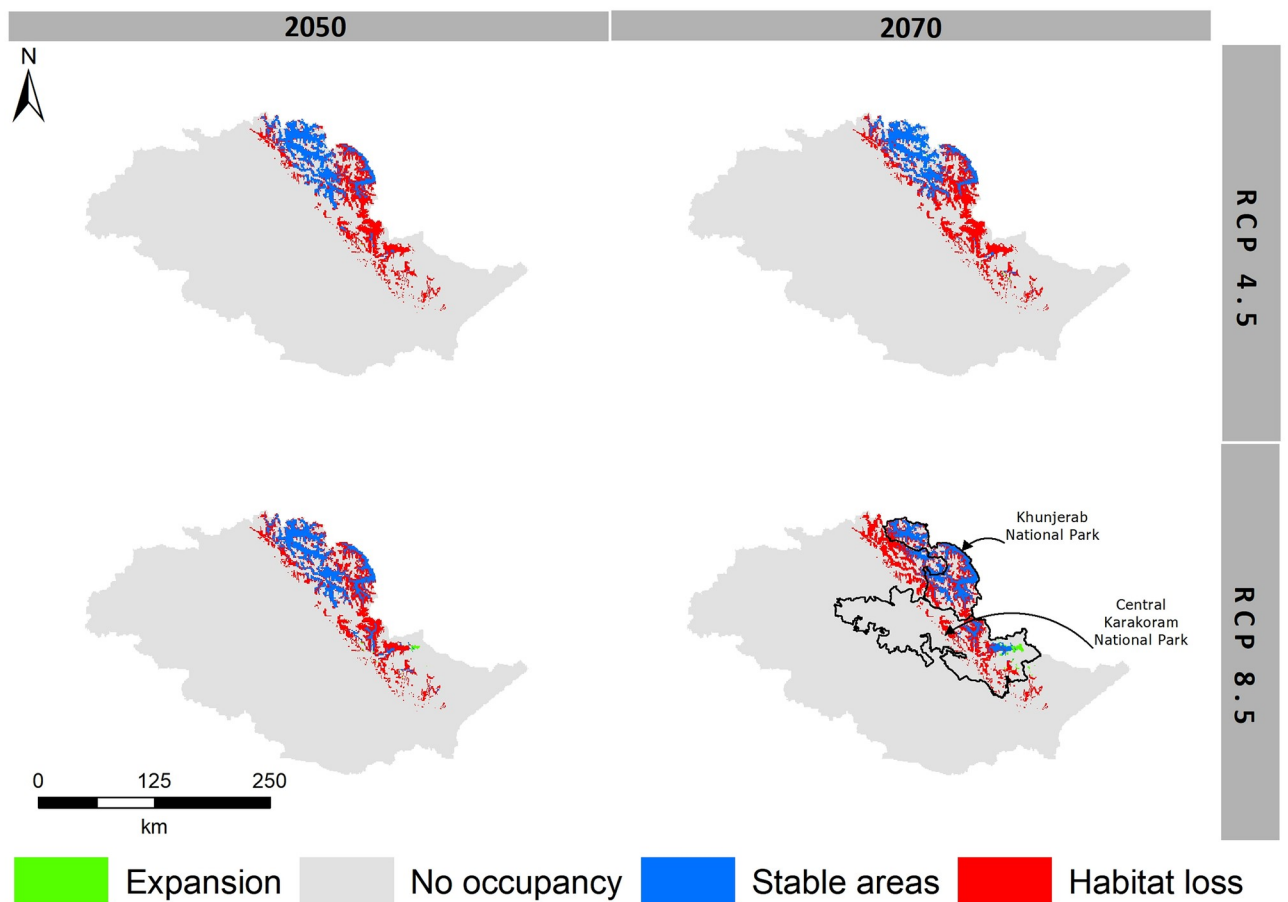 2050
2070
N
RCP 4.5
Khunjerab
National Park
Central
Karakoram
National Park
RCP 8.5
0 125 250
km
Expansion No occupancy Stable areas Habitat loss